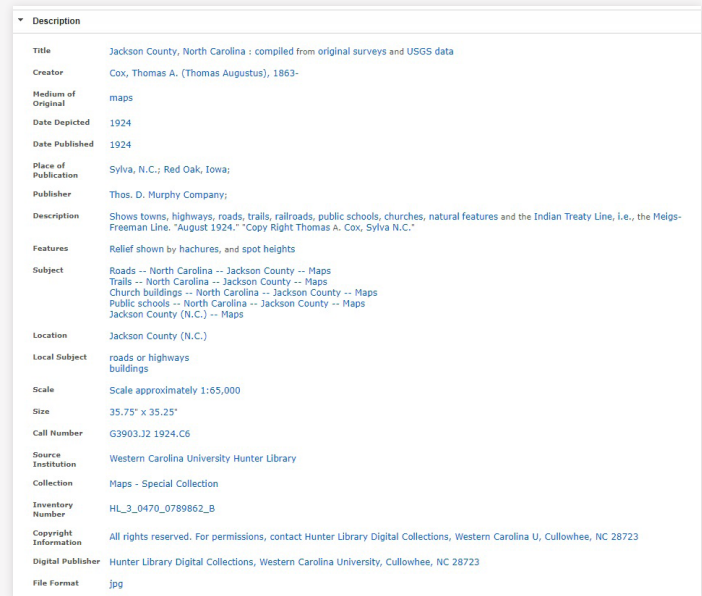 Description
Title Jackson County, North Carolina : compiled from original surveys and USGS data
Creator Cox, Thomas A. (Thomas Augustus), 1863-
Medium of
Original maps
Date Depicted 1924
Date Published 1924
Place of
Publication Sylva, N.C.; Red Oak, Iowa;
Publisher Thos. D. Murphy Company;
Description Shows towns, highways, roads, trails, railroads, public schools, churches, natural features and the Indian Treaty Line, i.e., the Meigs-
Freeman Line. "August 1924." "Copy Right Thomas A. Cox, Sylva N.C."
Features Relief shown by hachures, and spot heights
Subject Roads -- North Carolina -- Jackson County -- Maps
Trails -- North Carolina -- Jackson County -- Maps
Church buildings -- North Carolina -- Jackson County -- Maps
Public schools -- North Carolina -- Jackson County -- Maps
Jackson County (N.C.) -- Maps
Location Jackson County (N.C.)
Local Subject roads or highways
buildings
Scale Scale approximately 1:65,000
Size 35.75" x 35.25"
Call Number G3903.J2 1924.C6
Source
Institution Western Carolina University Hunter Library
Collection Maps - Special Collection
Inventory
Number HL_3_0470_0789862_B
Copyright
Information All rights reserved. For permissions, contact Hunter Library Digital Collections, Western Carolina U, Cullowhee, NC 28723
Digital Publisher Hunter Library Digital Collections, Western Carolina University, Cullowhee, NC 28723
File Format jpg